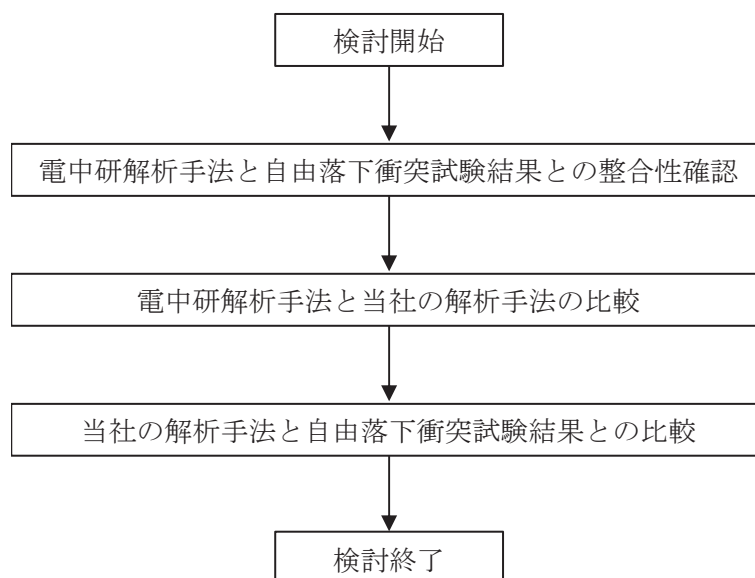 検討開始
電中研解析手法と自由落下衝突試験結果との整合性確認
電中研解析手法と当社の解析手法の比較
当社の解析手法と自由落下衝突試験結果との比較
検討終了